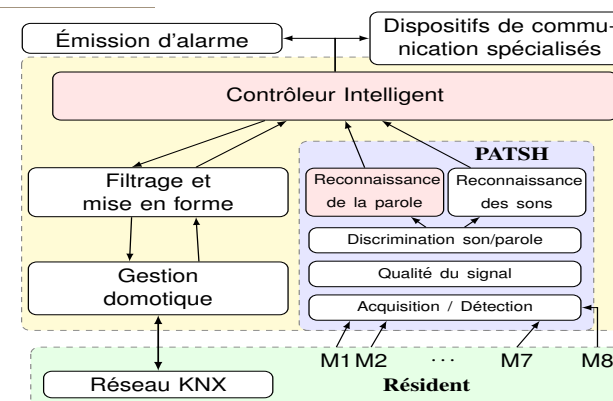 Émission d'alarme
Dispositifs de commu-
nication spécialisés
Contrôleur Intelligent
PATSH
Filtrage et
mise en forme
Reconnaissance
de la parole
Reconnaissance
des sons
Discrimination son/parole
Qualité du signal
Gestion
domotique
Acquisition / Détection
M1 M2 ... M7 M8
Réseau KNX
Résident